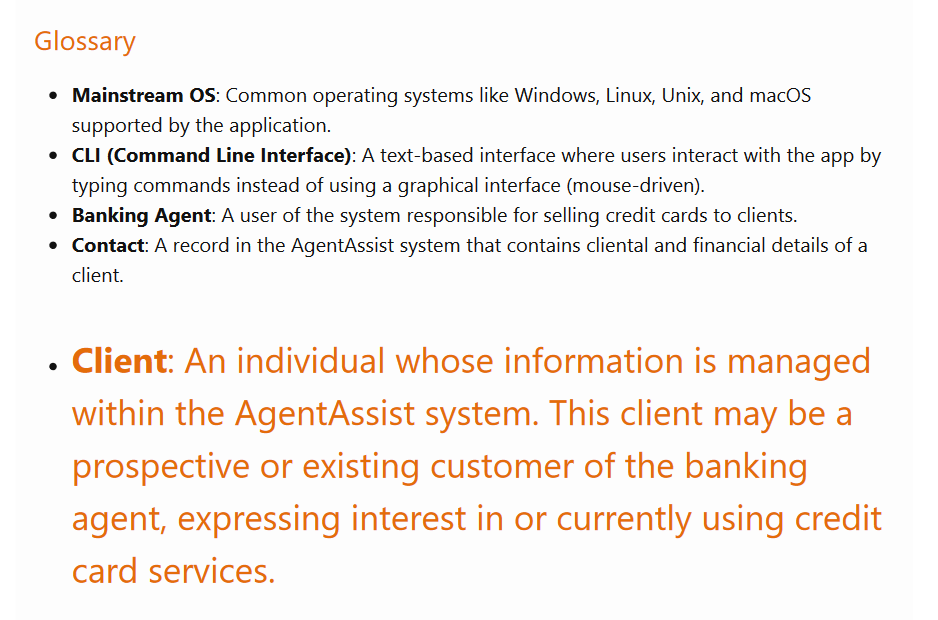 Glossary
Mainstream OS: Common operating systems like Windows, Linux, Unix, and macOS
supported by the application.
CLI (Command Line Interface): A text-based interface where users interact with the app by
typing commands instead of using a graphical interface (mouse-driven).
Banking Agent: A user of the system responsible for selling credit cards to clients.
Contact: A record in the AgentAssist system that contains cliental and financial details of a
client.
Client: An individual whose information is managed
within the AgentAssist system. This client may be a
prospective or existing customer of the banking
agent, expressing interest in or currently using credit
card services.